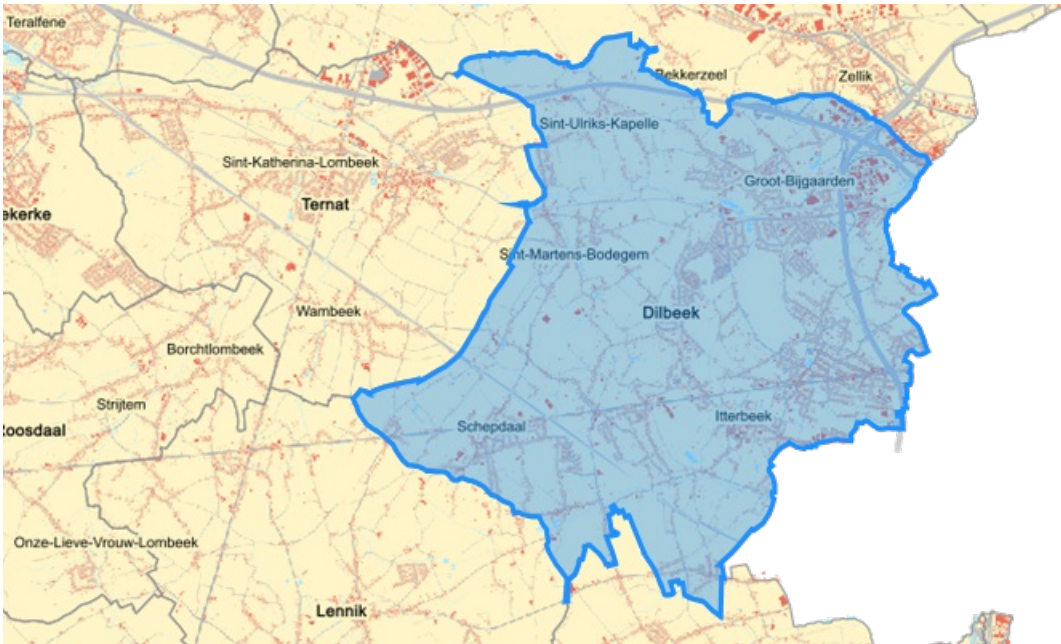 Teralfene
Bekkerzeel
Zellik
Sint-Ulriks-Kapelle
Sint-Katherina-Lombeek
Groot-Bijgaarden
Ternat
ekerke
Sint-Martens-Bodegem
Wambeek
Dilbeek
Borchtlombeek
Strijtem
Itterbeek
Schepdaal
Roosdaal
Onze-Lieve-Vrouw-Lombeek
Lennik